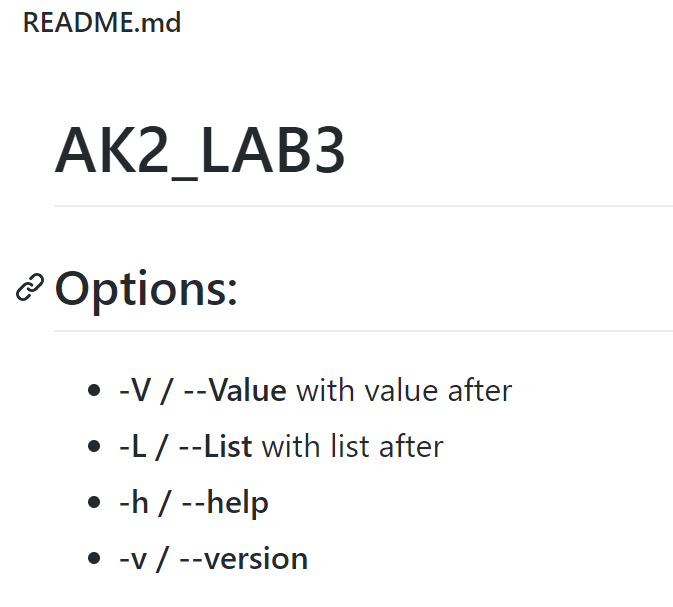 README.md
AK2_LAB3
Options:
-V / --Value with value after
-L / --List with list after
-h / --help
-v / --version